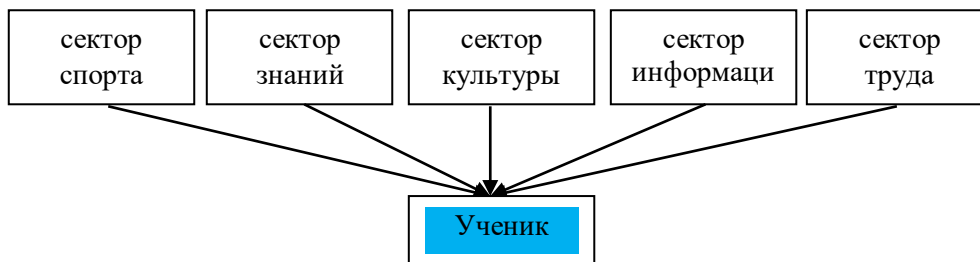 сектор
спорта
сектор
знаний
сектор
культуры
сектор
информаци
сектор
труда
Ученик